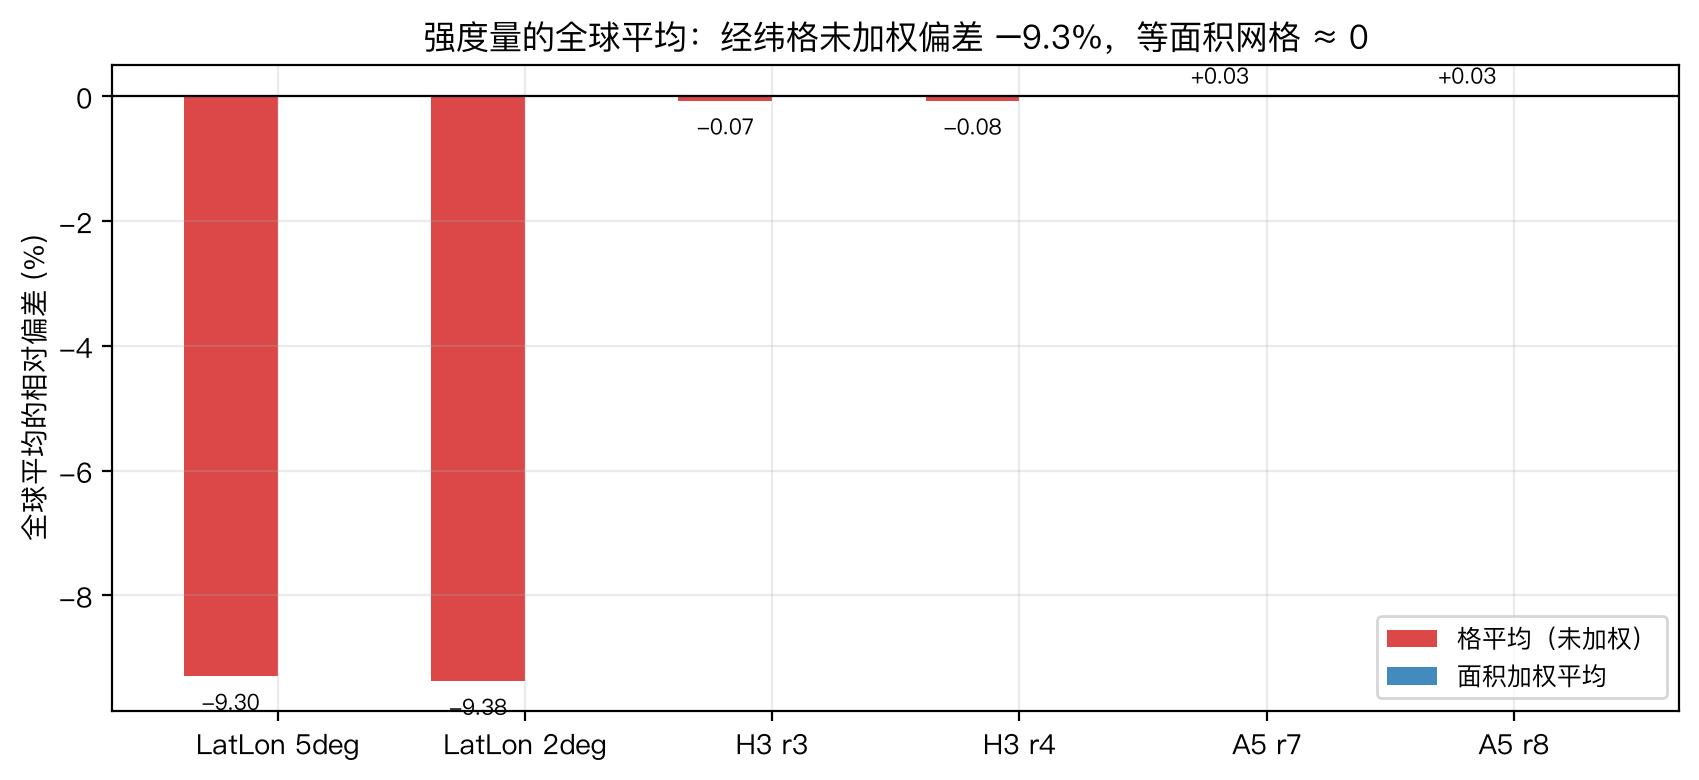 强度量的全球平均：经纬格未加权偏差 −9.3%，等面积网格 ≈ 0
全球平均的相对偏差 (%)
0
−2
−4
−6
−8
−9.30
−9.38
−0.07
−0.08
+0.03
+0.03
格平均（未加权）
面积加权平均
LatLon 5deg
LatLon 2deg
H3 r3
H3 r4
A5 r7
A5 r8